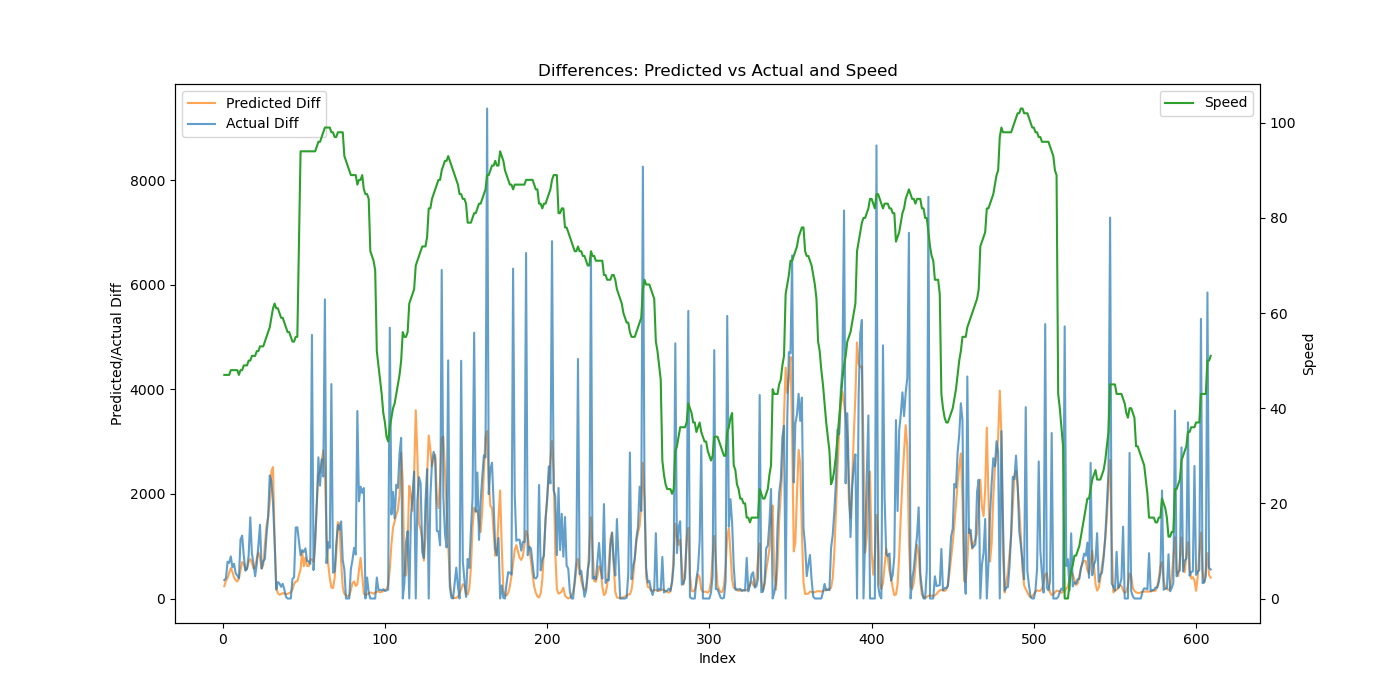 Differences: Predicted vs Actual and Speed
Predicted Diff
Actual Diff
Speed
8000
6000
4000
2000
0
Predicted/Actual Diff
100
80
60
40
20
0
Speed
0 100 200 300 400 500 600
Index